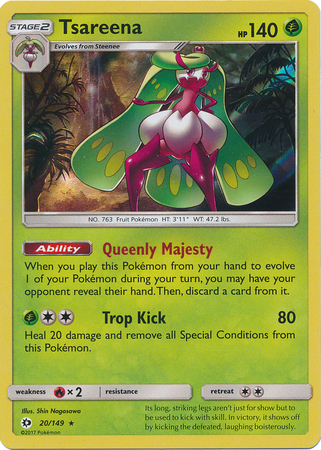 STAGE 2 Tsareena HP 140
Evolves from Steenee
NO. 763 Fruit Pokémon HT: 3'11" WT: 47.2 lbs.
Ability Queenly Majesty
When you play this Pokémon from your hand to evolve
1 of your Pokémon during your turn, you may have your
opponent reveal their hand. Then, discard a card from it.
Trop Kick 80
Heal 20 damage and remove all Special Conditions from
this Pokémon.
weakness × 2 resistance retreat
Illus. Shin Nagasawa
20/149 ★
©2017 Pokémon
Its long, striking legs aren't just for show but to
be used to kick with skill. In victory, it shows off
by kicking the defeated, laughing boisterously.